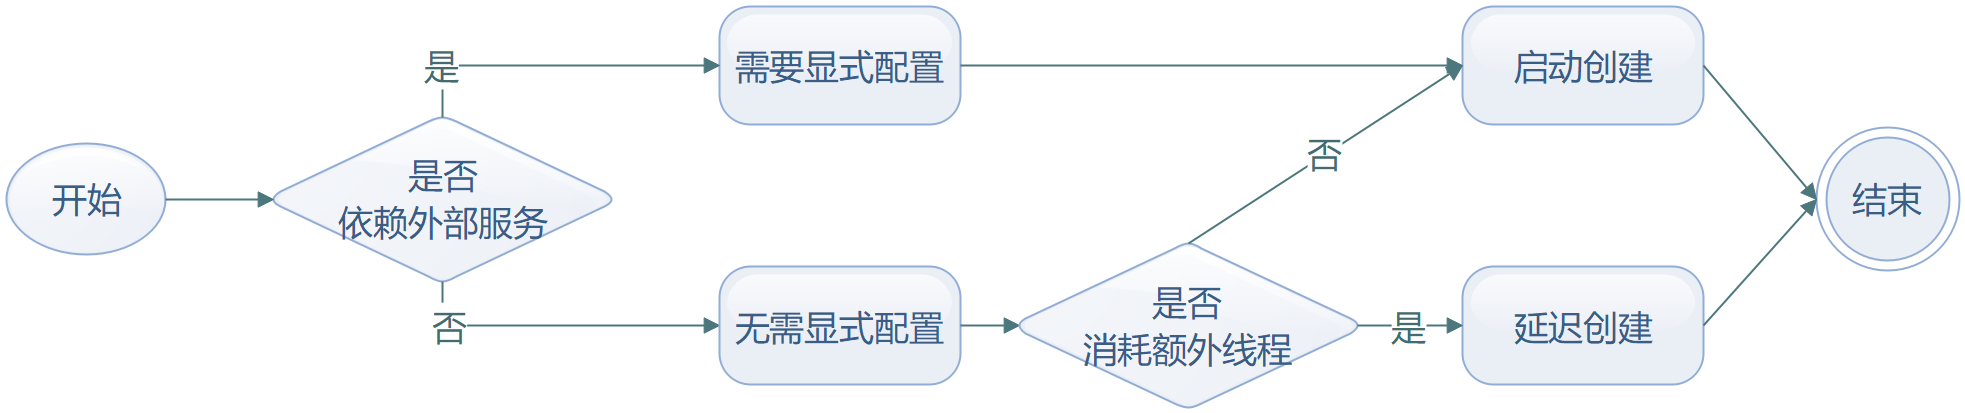 开始
是否
依赖外部服务
是
需要显式配置
否
无需显式配置
是否
消耗额外线程
否
启动创建
是
延迟创建
结束